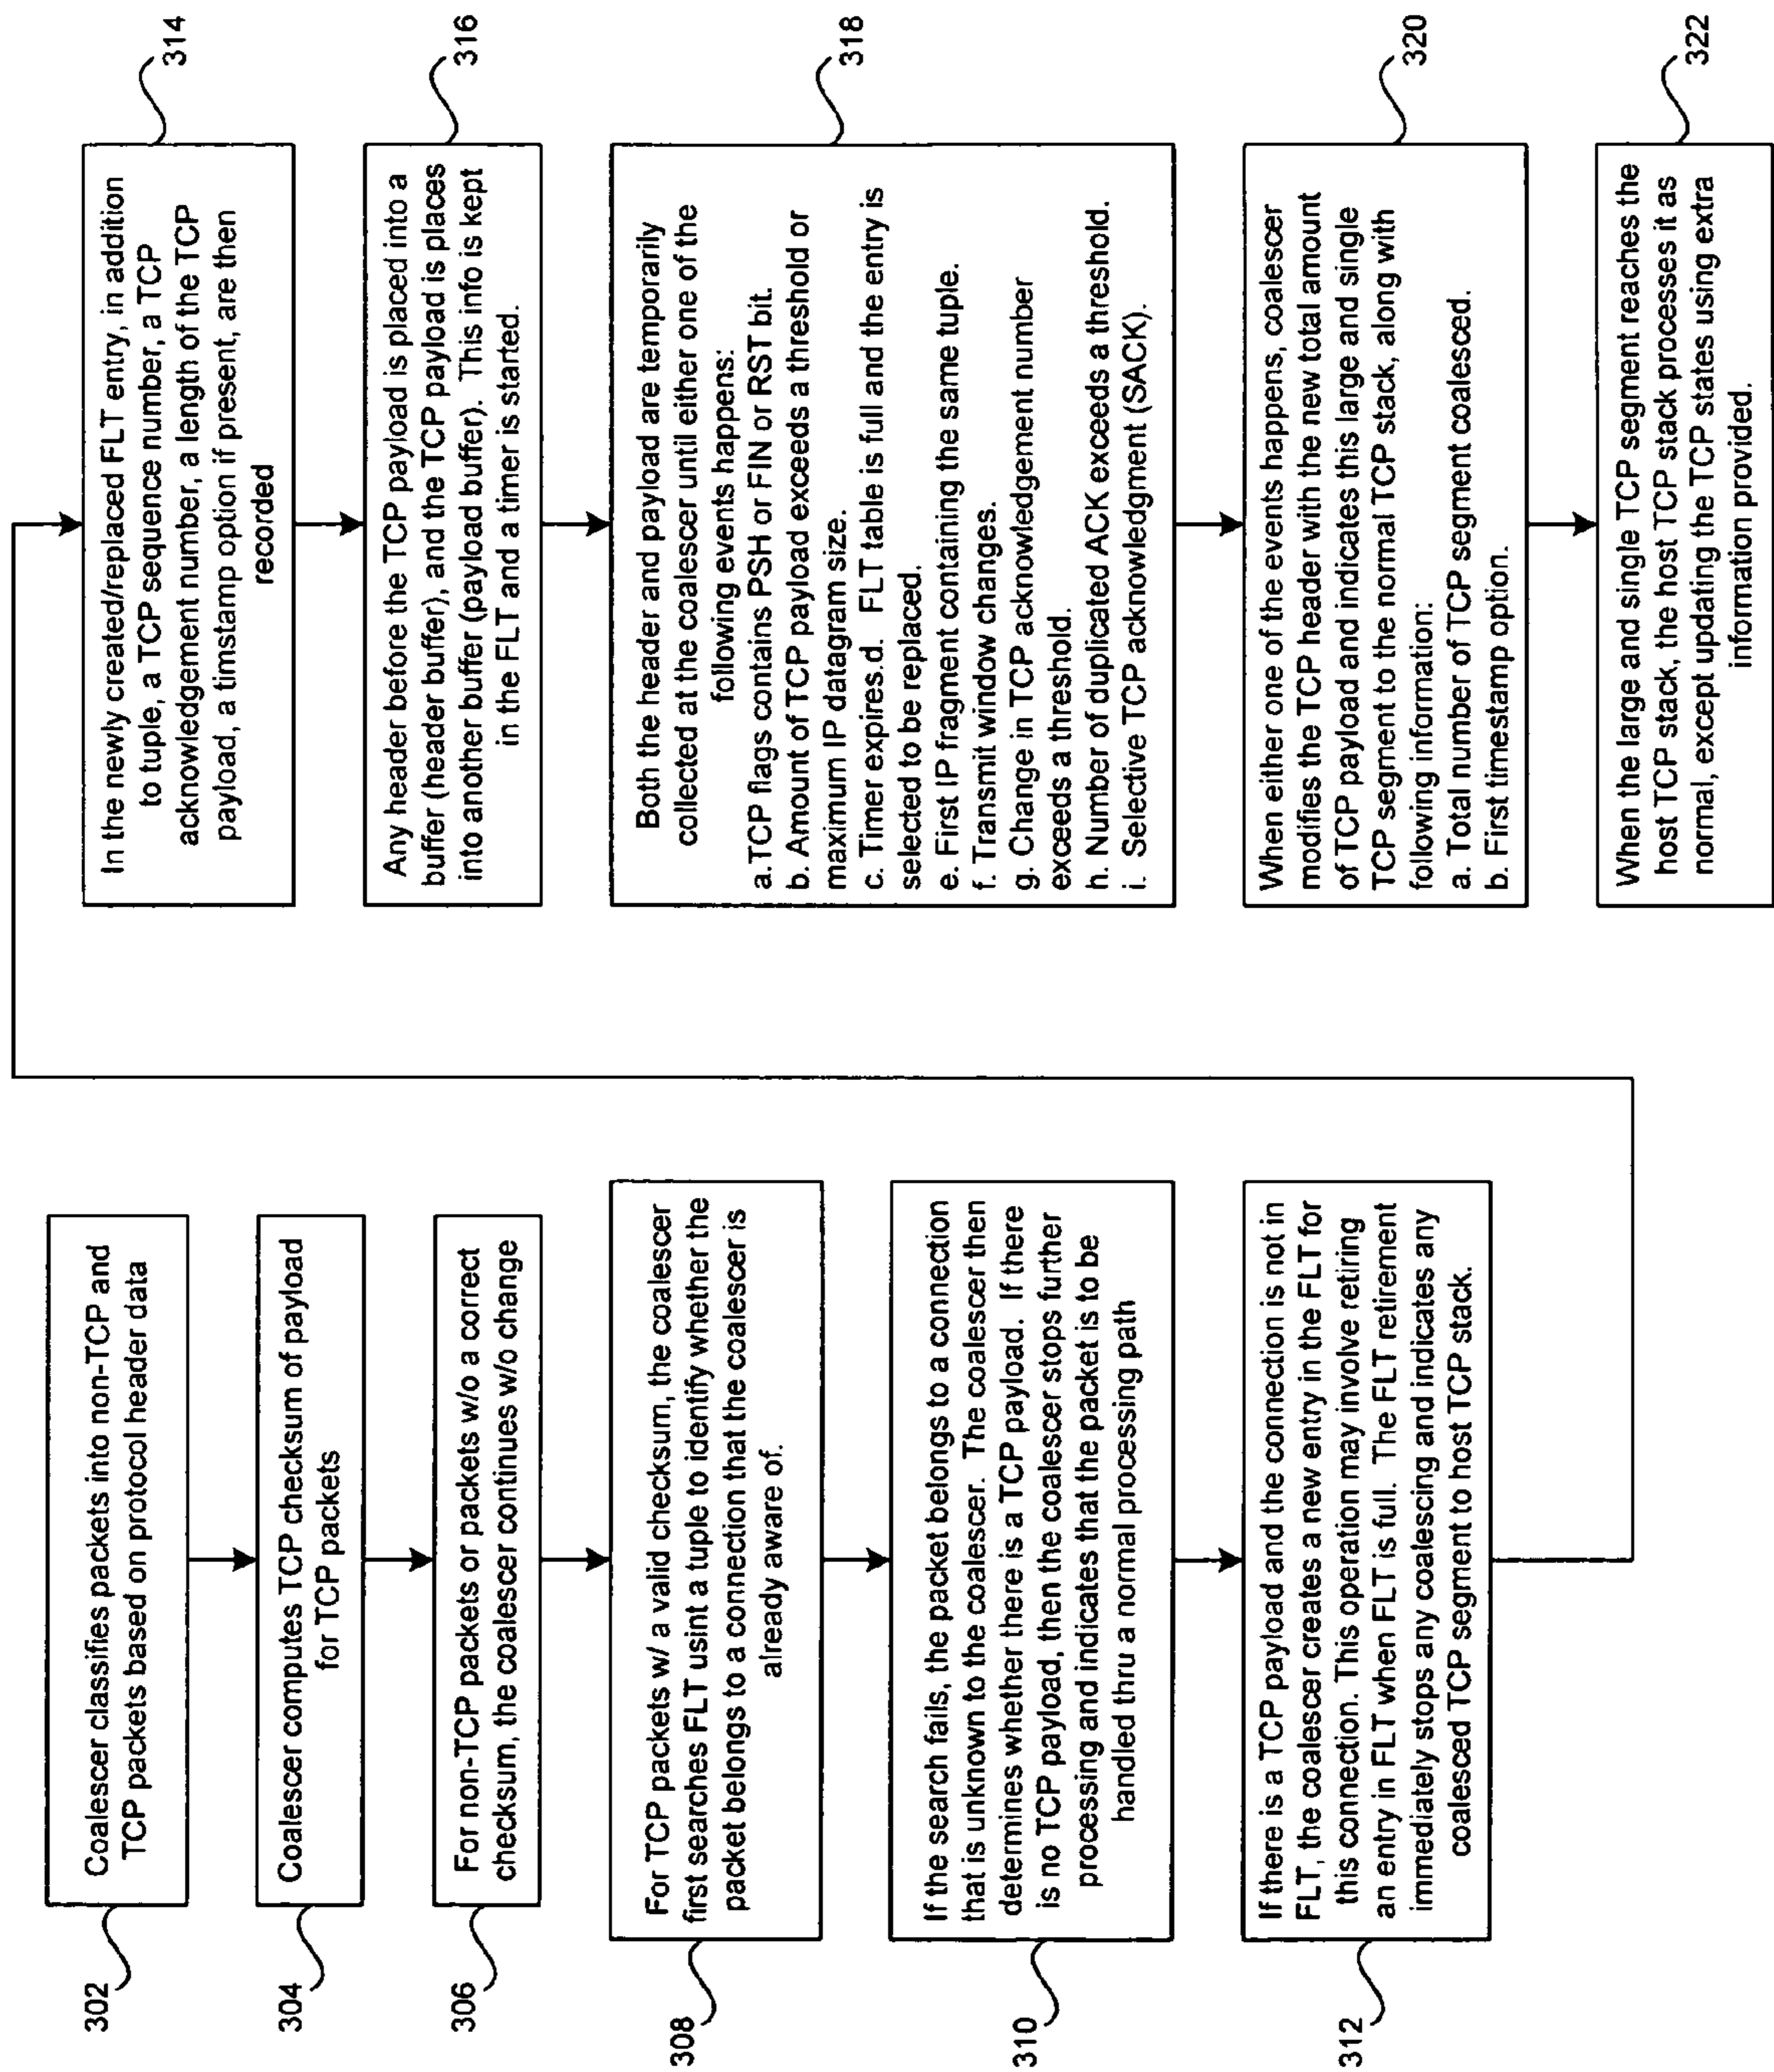 302
Coalescer classifies packets into non-TCP and
TCP packets based on protocol header data
304
Coalescer computes TCP checksum of payload
for TCP packets
306
For non-TCP packets or packets w/o a correct
checksum, the coalescer continues w/o change
308
For TCP packets w/ a valid checksum, the coalescer
first searches FLT usint a tuple to identify whether the
packet belongs to a connection that the coalescer is
already aware of.
310
If the search fails, the packet belongs to a connection
that is unknown to the coalescer. The coalescer then
determines whether there is a TCP payload. If there
is no TCP payload, then the coalescer stops further
processing and indicates that the packet is to be
handled thru a normal processing path
312
If there is a TCP payload and the connection is not in
FLT, the coalescer creates a new entry in the FLT for
this connection. This operation may involve retiring
an entry in FLT when FLT is full. The FLT retirement
immediately stops any coalescing and indicates any
coalesced TCP segment to host TCP stack.
314
In the newly created/replaced FLT entry, in addition
to tuple, a TCP sequence number, a TCP
acknowledgement number, a length of the TCP
payload, a timstamp option if present, are then
recorded
316
Any header before the TCP payload is placed into a
buffer (header buffer), and the TCP payload is places
into another buffer (payload buffer). This info is kept
in the FLT and a timer is started.
318
Both the header and payload are temporarily
collected at the coalescer until either one of the
following events happens:
a. TCP flags contains PSH or FIN or RST bit.
b. Amount of TCP payload exceeds a threshold or
maximum IP datagram size.
c. Timer expires.d. FLT table is full and the entry is
selected to be replaced.
e. First IP fragment containing the same tuple.
f. Transmit window changes.
g. Change in TCP acknowledgement number
exceeds a threshold.
h. Number of duplicated ACK exceeds a threshold.
i. Selective TCP acknowledgment (SACK).
320
When either one of the events happens, coalescer
modifies the TCP header with the new total amount
of TCP payload and indicates this large and single
TCP segment to the normal TCP stack, along with
following information:
a. Total number of TCP segment coalesced.
b. First timestamp option.
322
When the large and single TCP segment reaches the
host TCP stack, the host TCP stack processes it as
normal, except updating the TCP states using extra
information provided.